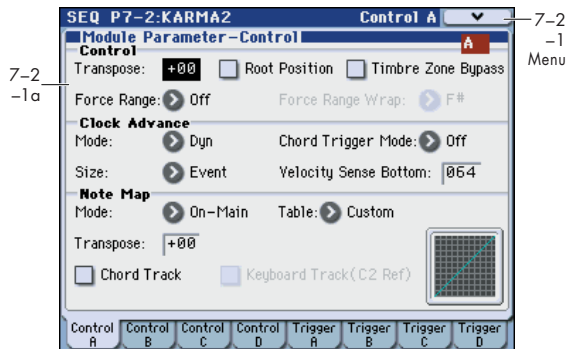 SEQ P7-2:KARMA2 Control A
Module Parameter-Control A
Control
Transpose: +00 Root Position Timbre Zone Bypass
Force Range: Off Force Range Wrap: F#
Clock Advance
Mode: Dyn Chord Trigger Mode: Off
Size: Event Velocity Sense Bottom: 064
Note Map
Mode: On-Main Table: Custom
Transpose: +00
Chord Track Keyboard Track(C2 Ref)
Control A Control B Control C Control D Trigger A Trigger B Trigger C Trigger D
7–2
–1a
7–2
–1
Menu